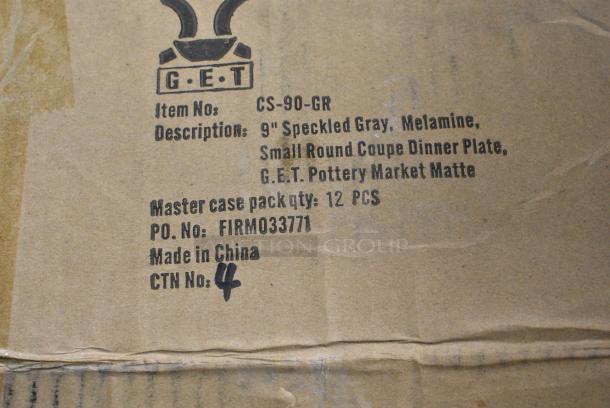 G·E·T
Item No: CS-90-GR
Description: 9" Speckled Gray, Melamine,
Small Round Coupe Dinner Plate,
G.E.T. Pottery Market Matte
Master case pack qty: 12 PCS
PO. No: FIRM033771
Made in China
CTN No: 4
GROUP